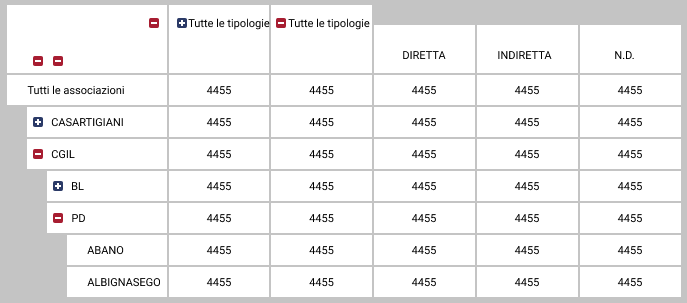 Tutte le tipologie Tutte le tipologie
DIRETTA INDIRETTA N.D.
Tutti le associazioni 4455 4455 4455 4455 4455
CASARTIGIANI 4455 4455 4455 4455 4455
CGIL 4455 4455 4455 4455 4455
BL 4455 4455 4455 4455 4455
PD 4455 4455 4455 4455 4455
ABANO 4455 4455 4455 4455 4455
ALBIGNASEGO 4455 4455 4455 4455 4455